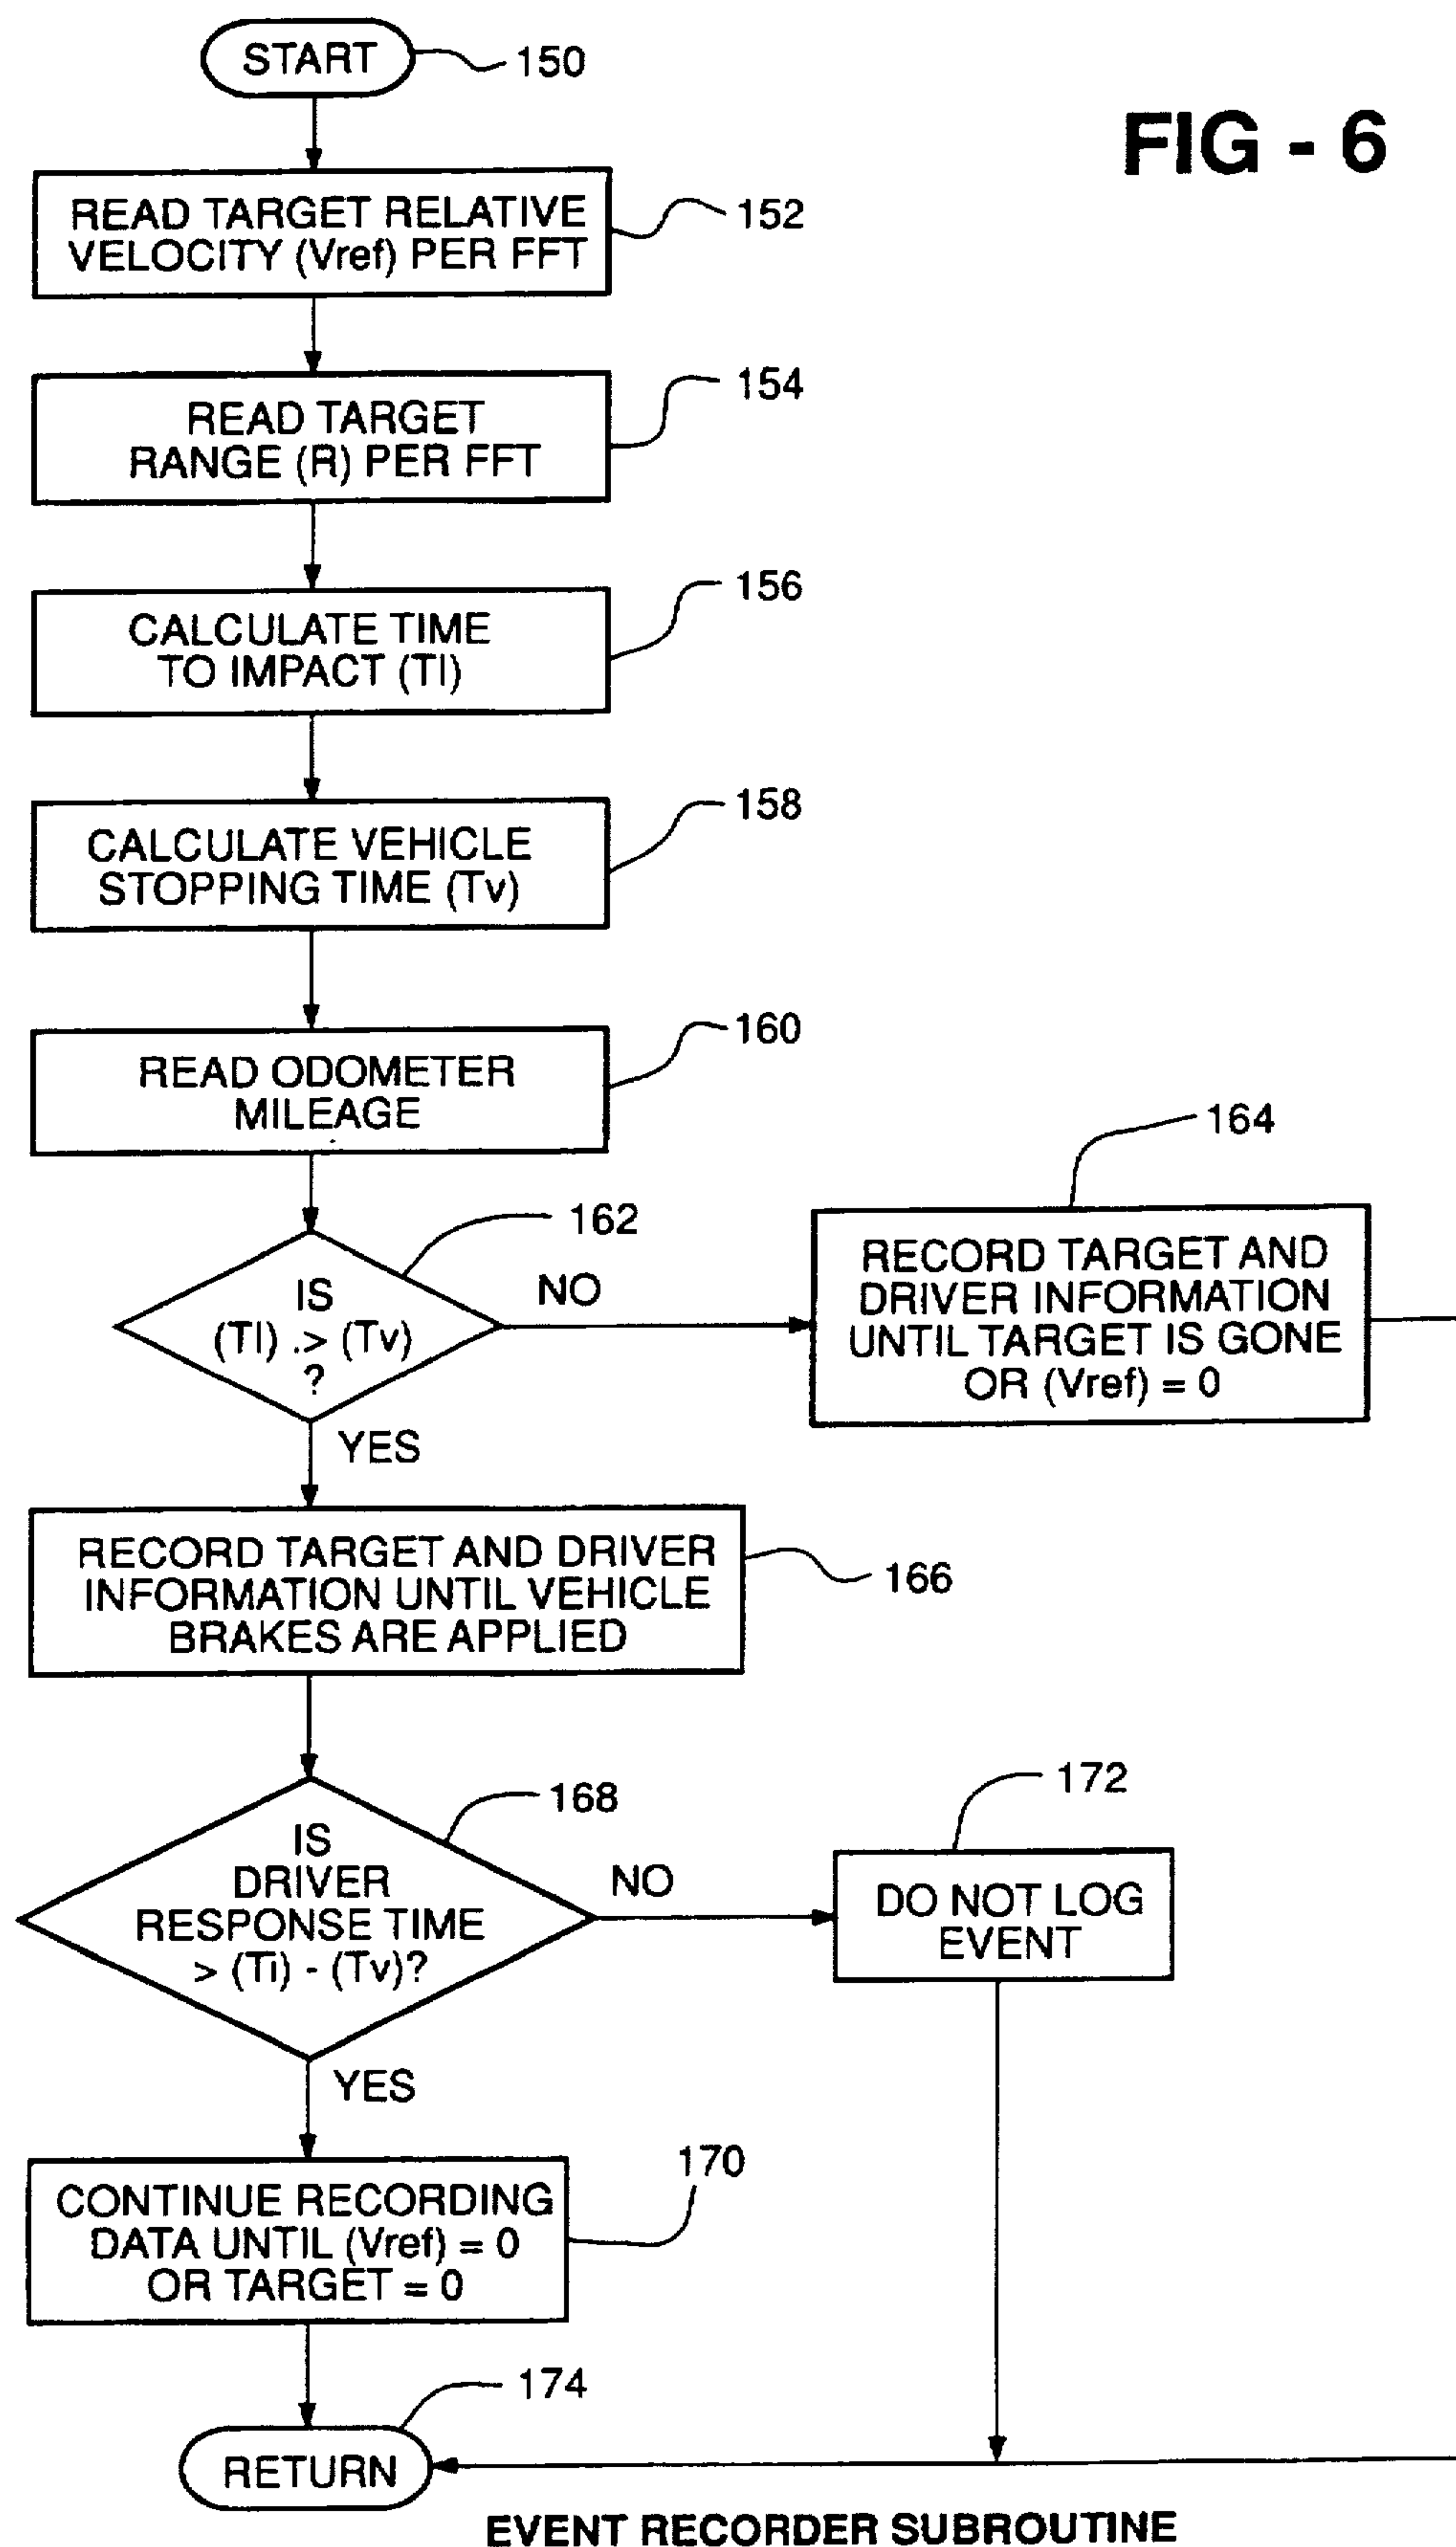 START
150
FIG - 6
READ TARGET RELATIVE
VELOCITY (Vref) PER FFT
152
READ TARGET
RANGE (R) PER FFT
154
CALCULATE TIME
TO IMPACT (TI)
156
CALCULATE VEHICLE
STOPPING TIME (Tv)
158
READ ODOMETER
MILEAGE
160
IS
(TI) .> (Tv)
?
162
NO
RECORD TARGET AND
DRIVER INFORMATION
UNTIL TARGET IS GONE
OR (Vref) = 0
164
YES
RECORD TARGET AND DRIVER
INFORMATION UNTIL VEHICLE
BRAKES ARE APPLIED
166
IS
DRIVER
RESPONSE TIME
> (Ti) - (Tv)?
168
NO
DO NOT LOG
EVENT
172
YES
CONTINUE RECORDING
DATA UNTIL (Vref) = 0
OR TARGET = 0
170
RETURN
174
EVENT RECORDER SUBROUTINE